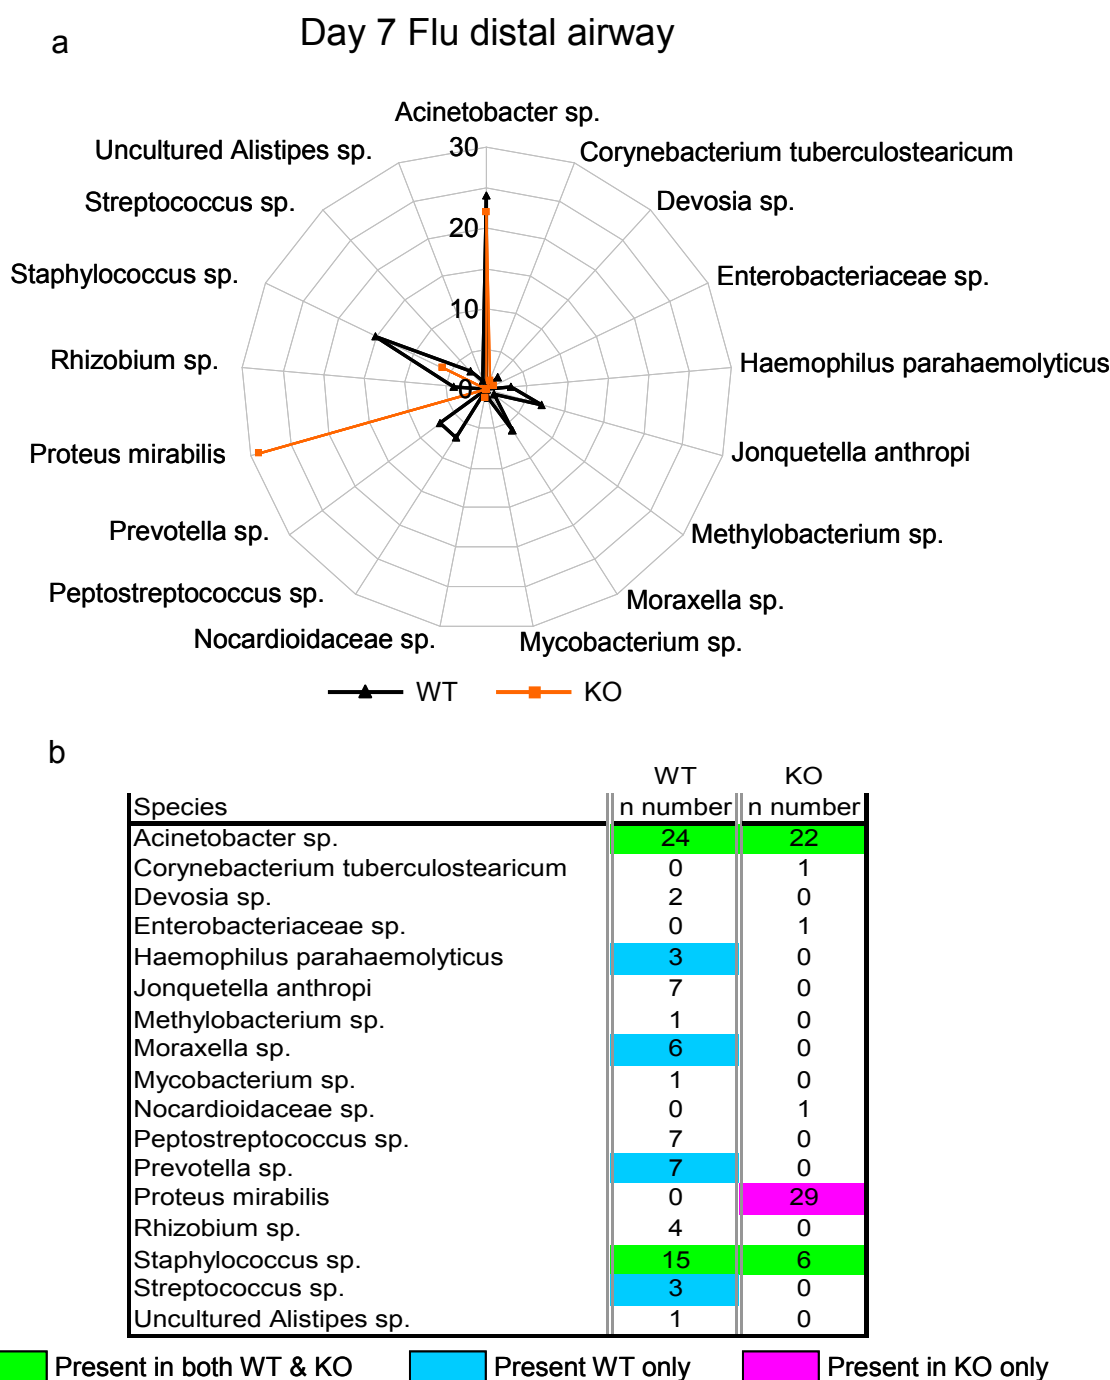 a
Day 7 Flu distal airway
Acinetobacter sp.
Uncultured Alistipes sp.
30
Corynebacterium tuberculostearicum
Streptococcus sp.
Devosia sp.
20
Staphylococcus sp.
Enterobacteriaceae sp.
10
Rhizobium sp.
Haemophilus parahaemolyticus
0
Proteus mirabilis
Jonquetella anthropi
Prevotella sp.
Methylobacterium sp.
Peptostreptococcus sp.
Moraxella sp.
Nocardioidaceae sp.
Mycobacterium sp.
WT KO
b
WT KO
Species n number n number
Acinetobacter sp. 24 22
Corynebacterium tuberculostearicum 0 1
Devosia sp. 2 0
Enterobacteriaceae sp. 0 1
Haemophilus parahaemolyticus 3 0
Jonquetella anthropi 7 0
Methylobacterium sp. 1 0
Moraxella sp. 6 0
Mycobacterium sp. 1 0
Nocardioidaceae sp. 0 1
Peptostreptococcus sp. 7 0
Prevotella sp. 7 0
Proteus mirabilis 0 29
Rhizobium sp. 4 0
Staphylococcus sp. 15 6
Streptococcus sp. 3 0
Uncultured Alistipes sp. 1 0
Present in both WT & KO Present WT only Present in KO only